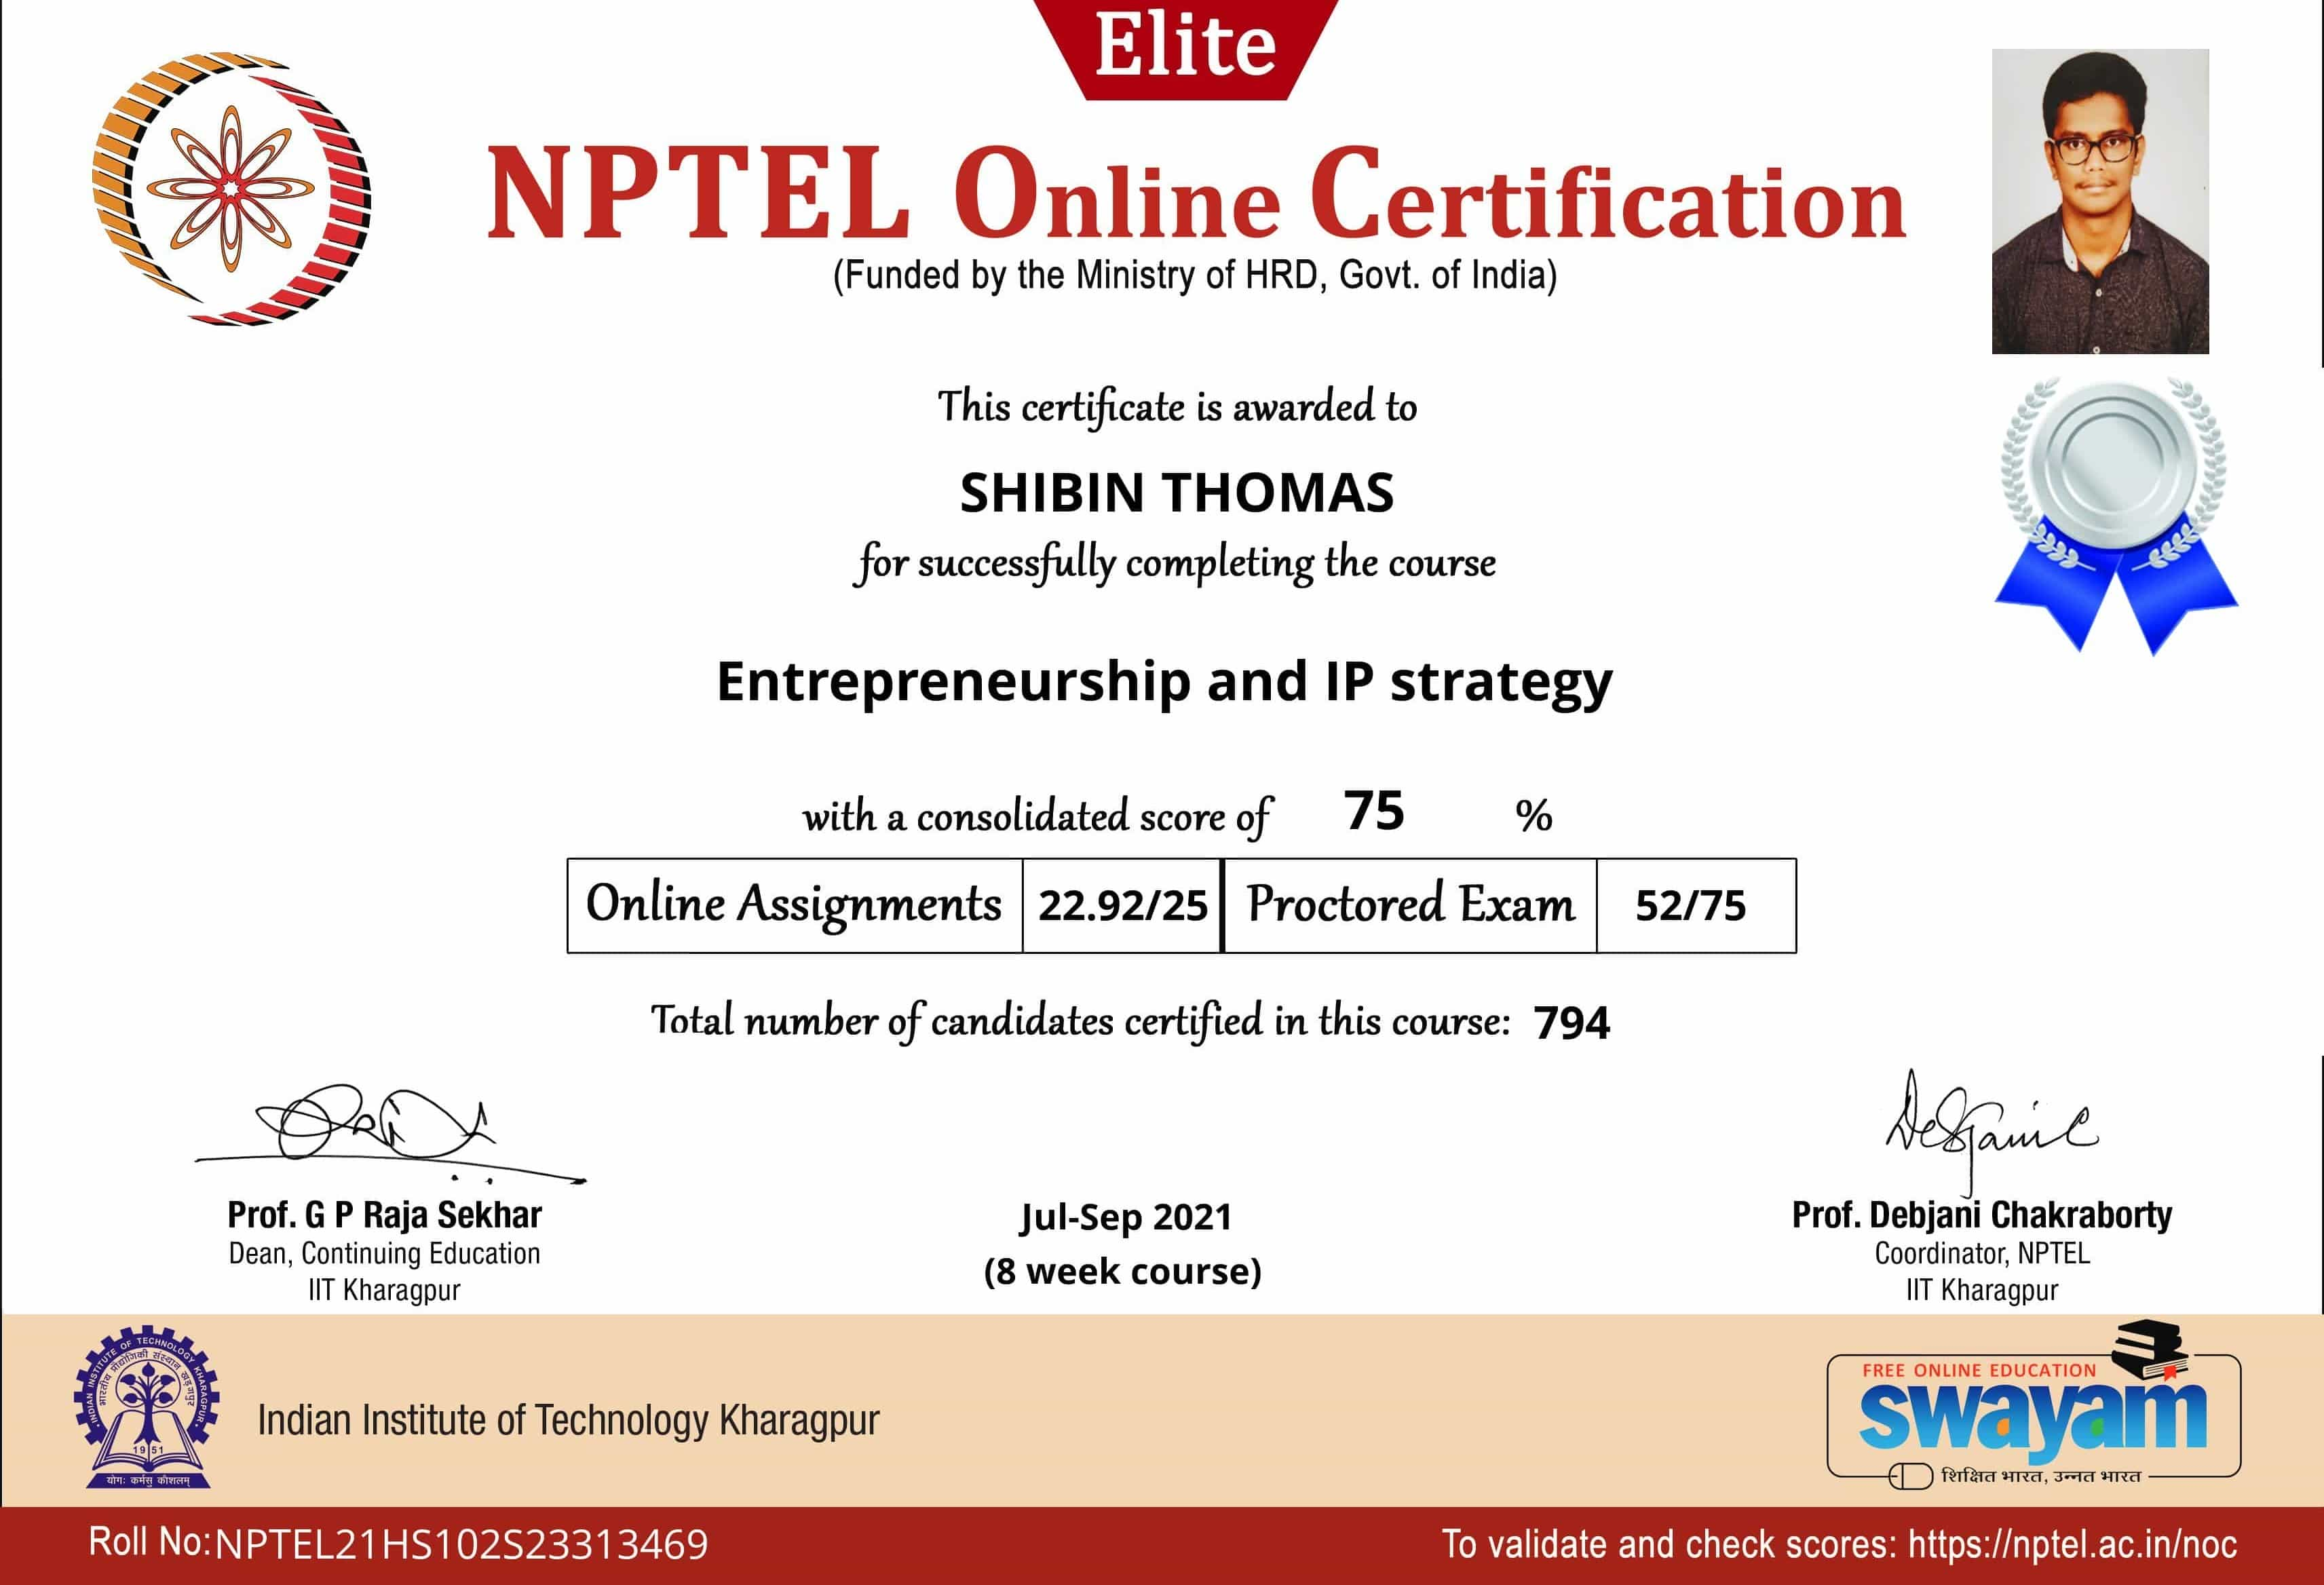 Elite
NPTEL Online Certification
(Funded by the Ministry of HRD, Govt. of India)
This certificate is awarded to
SHIBIN THOMAS
for successfully completing the course
Entrepreneurship and IP strategy
with a consolidated score of 75 %
Online Assignments 22.92/25 Proctored Exam 52/75
Total number of candidates certified in this course: 794
Prof. G P Raja Sekhar
Dean, Continuing Education
IIT Kharagpur
Jul-Sep 2021
(8 week course)
Debjani C
Prof. Debjani Chakraborty
Coordinator, NPTEL
IIT Kharagpur
INDIAN INSTITUTE OF TECHNOLOGY KHARAGPUR
भारतीय प्रौद्योगिकी संस्थान खड़गपुर
1951
योगः कर्मसु कौशलम्
Indian Institute of Technology Kharagpur
FREE ONLINE EDUCATION
swayam
शिक्षित भारत, उन्नत भारत
Roll No:NPTEL21HS102S23313469
To validate and check scores: https://nptel.ac.in/noc